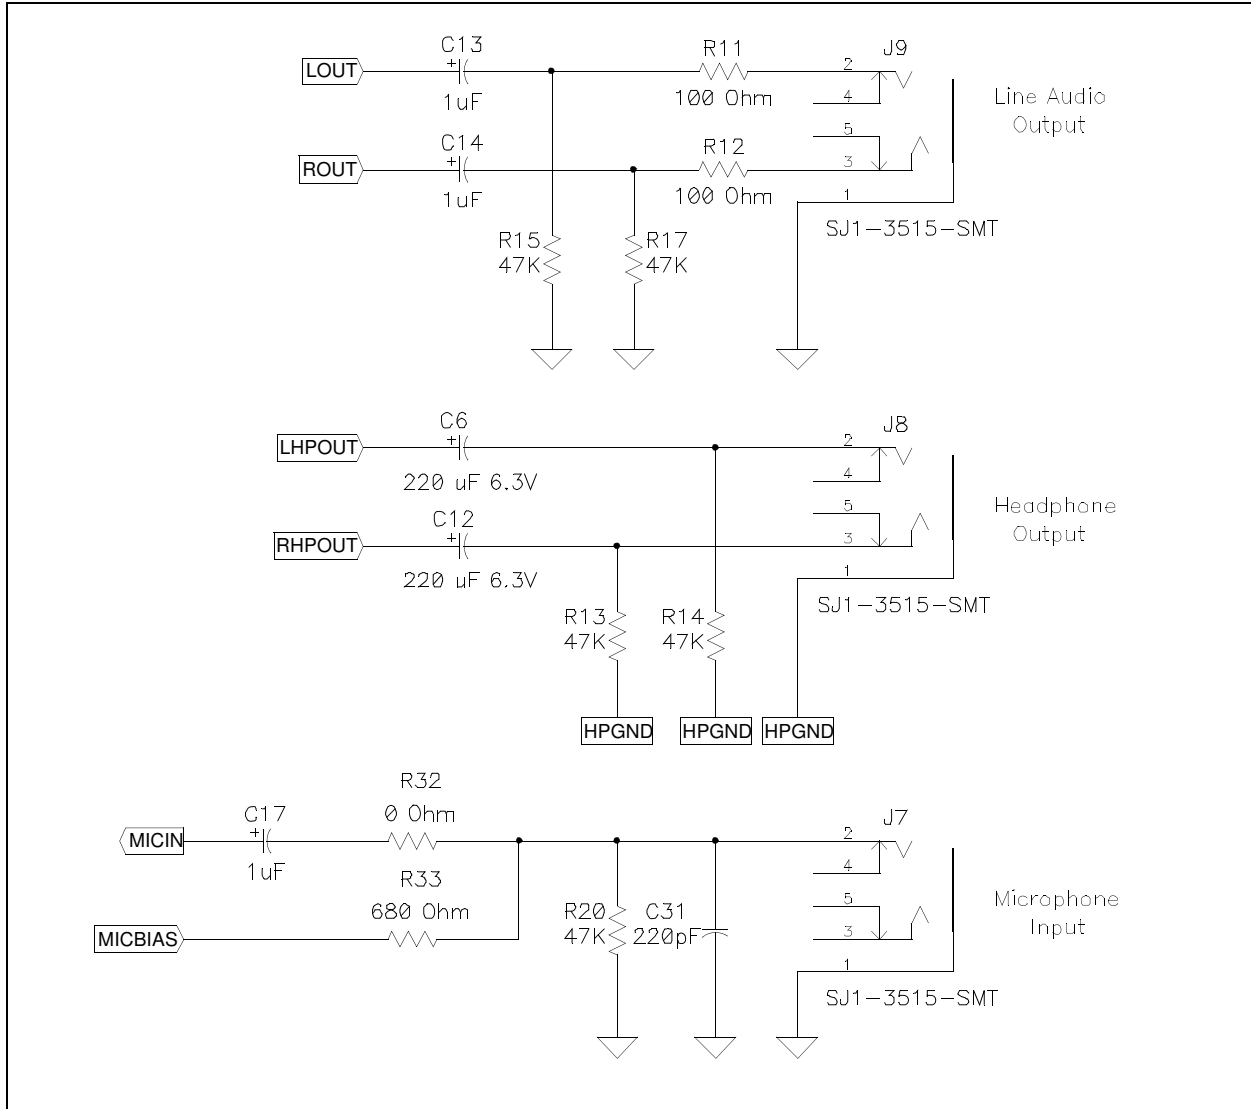 C13
R11
J9
LOUT
+
2
1uF
100 Ohm
4
Line Audio
Output
5
C14
R12
ROUT
+
3
1uF
100 Ohm
1
SJ1-3515-SMT
R15
47K
R17
47K
C6
J8
LHPOUT
+
2
220 uF 6.3V
4
5
Headphone
Output
C12
RHPOUT
+
3
220 uF 6.3V
1
SJ1-3515-SMT
R13
47K
R14
47K
HPGND
HPGND
HPGND
R32
0 Ohm
C17
J7
MICIN
+
2
1uF
4
R33
680 Ohm
5
Microphone
Input
R20
47K
C31
220pF
MICBIAS
3
1
SJ1-3515-SMT